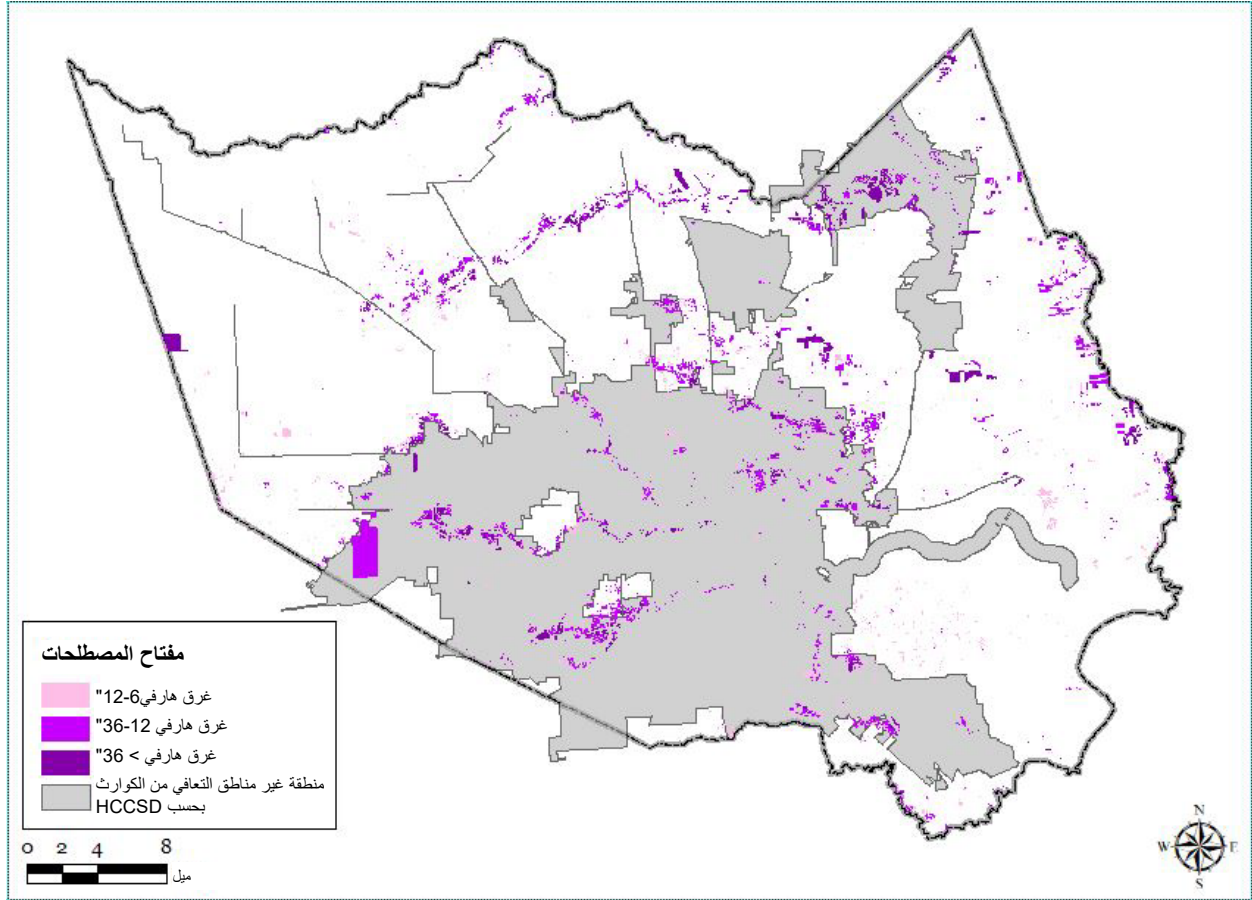 مفتاح المصطلحات
غرق هارفي6-12"
غرق هارفي 12-36"
غرق هارفي > 36"
منطقة غير مناطق التعافي من الكوارث
بحسب HCCSD
0 2 4 8
ميل
N
W E
S